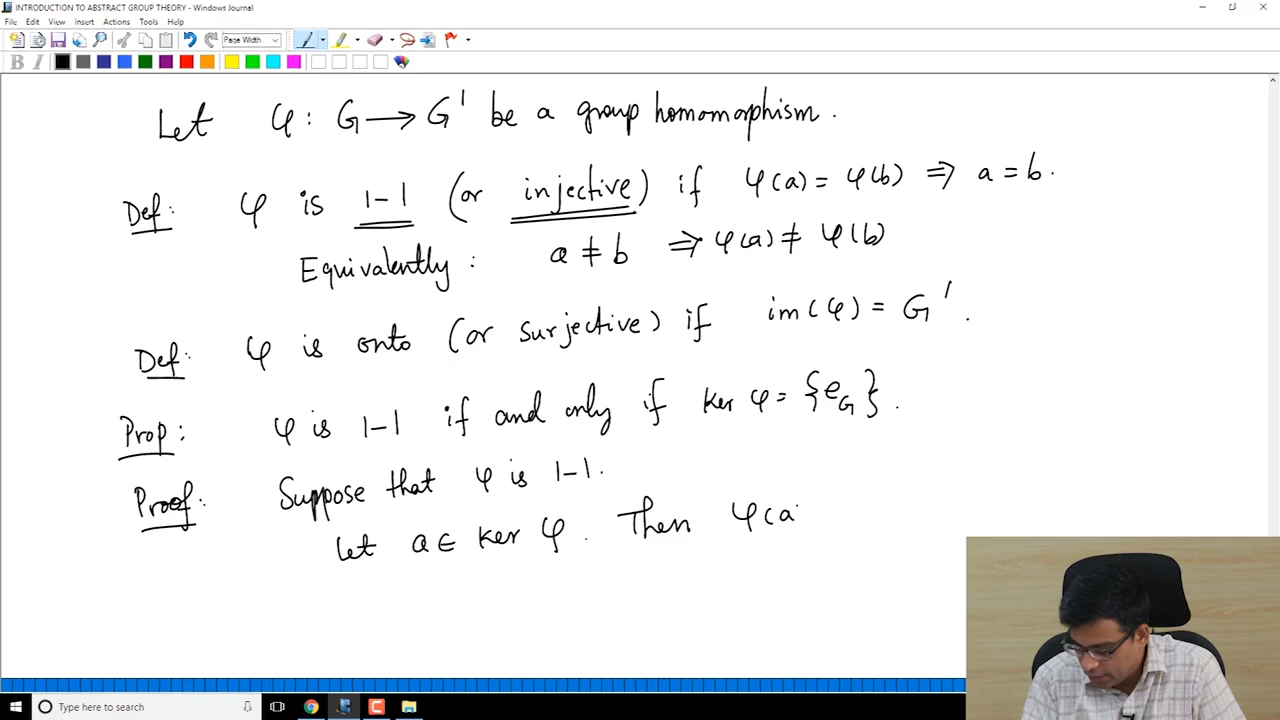 INTRODUCTION TO ABSTRACT GROUP THEORY - Windows Journal
File Edit View Insert Actions Tools Help
Page Width
B I
Let φ: G → G' be a group homomorphism.
Def: φ is 1-1 (or injective) if φ(a) = φ(b) ⇒ a = b.
Equivalently: a ≠ b ⇒ φ(a) ≠ φ(b)
Def: φ is onto (or surjective) if im(φ) = G'.
Prop: φ is 1-1 if and only if ker φ = {e_G}.
Proof: Suppose that φ is 1-1.
let a ∈ ker φ. Then φ(a
Type here to search